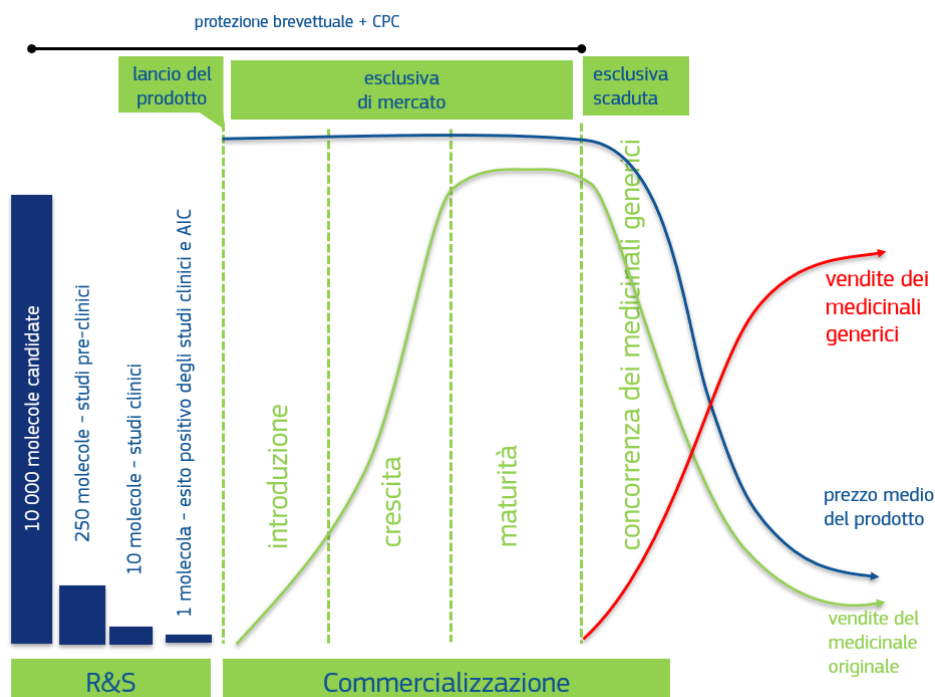 protezione brevettuale + CPC
lancio del
prodotto
esclusiva
di mercato
esclusiva
scaduta
10 000 molecole candidate
250 molecole - studi pre-clinici
10 molecole - studi clinici
1 molecola - esito positivo degli studi clinici e AIC
introduzione
crescita
maturità
concorrenza dei medicinali generici
vendite dei
medicinali
generici
prezzo medio
del prodotto
vendite del
medicinale
originale
R&S
Commercializzazione